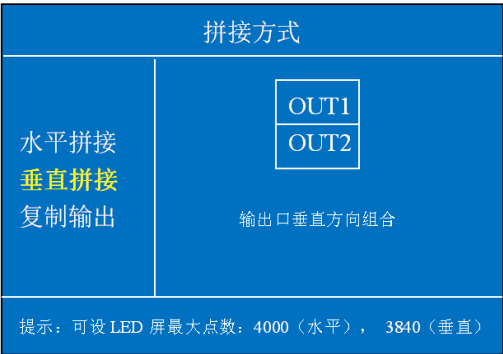 拼接方式
水平拼接
垂直拼接
复制输出
OUT1
OUT2
输出口垂直方向组合
提示：可设 LED 屏最大点数：4000（水平）， 3840（垂直）